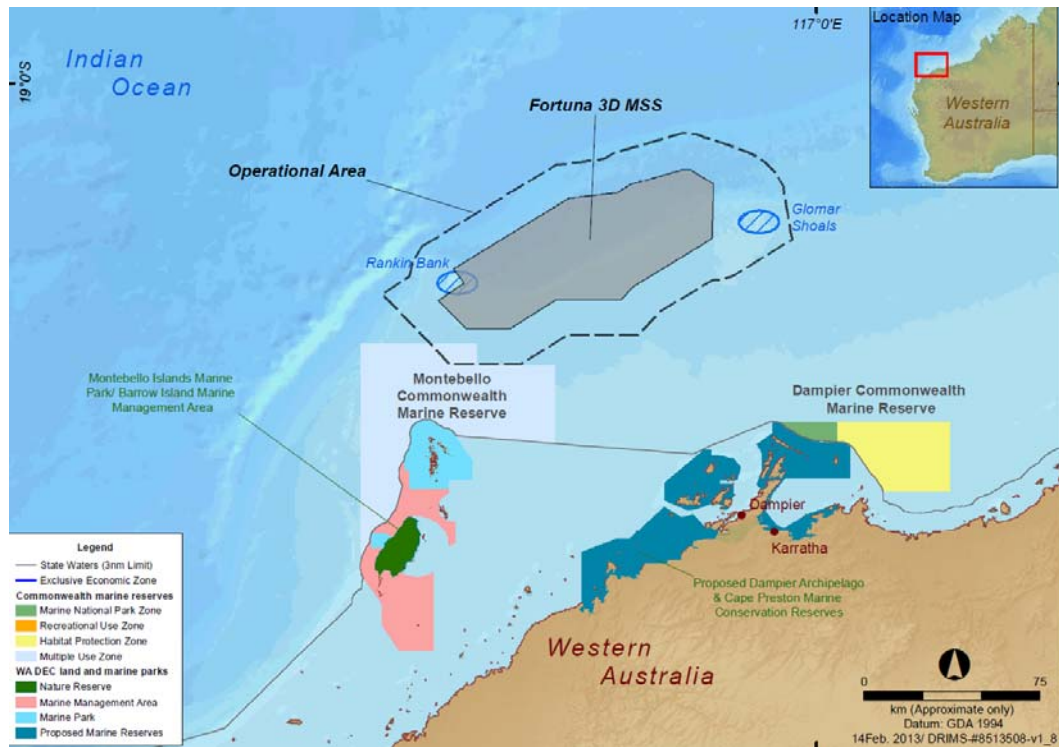 117°0'E
Location Map
Western
Australia
Indian
Ocean
19°0'S
Fortuna 3D MSS
Operational Area
Glomar
Shoals
Rankin Bank
Montebello Islands Marine
Park/ Barrow Island Marine
Management Area
Montebello
Commonwealth
Marine Reserve
Dampier Commonwealth
Marine Reserve
Dampier
Karratha
Proposed Dampier Archipelago
& Cape Preston Marine
Conservation Reserves
Western
Australia
Legend
State Waters (3nm Limit)
Exclusive Economic Zone
Commonwealth marine reserves
Marine National Park Zone
Recreational Use Zone
Habitat Protection Zone
Multiple Use Zone
WA DEC land and marine parks
Nature Reserve
Marine Management Area
Marine Park
Proposed Marine Reserves
0 75
km (Approximate only)
Datum: GDA 1994
14Feb. 2013/ DRIMS-#8513508-v1_8